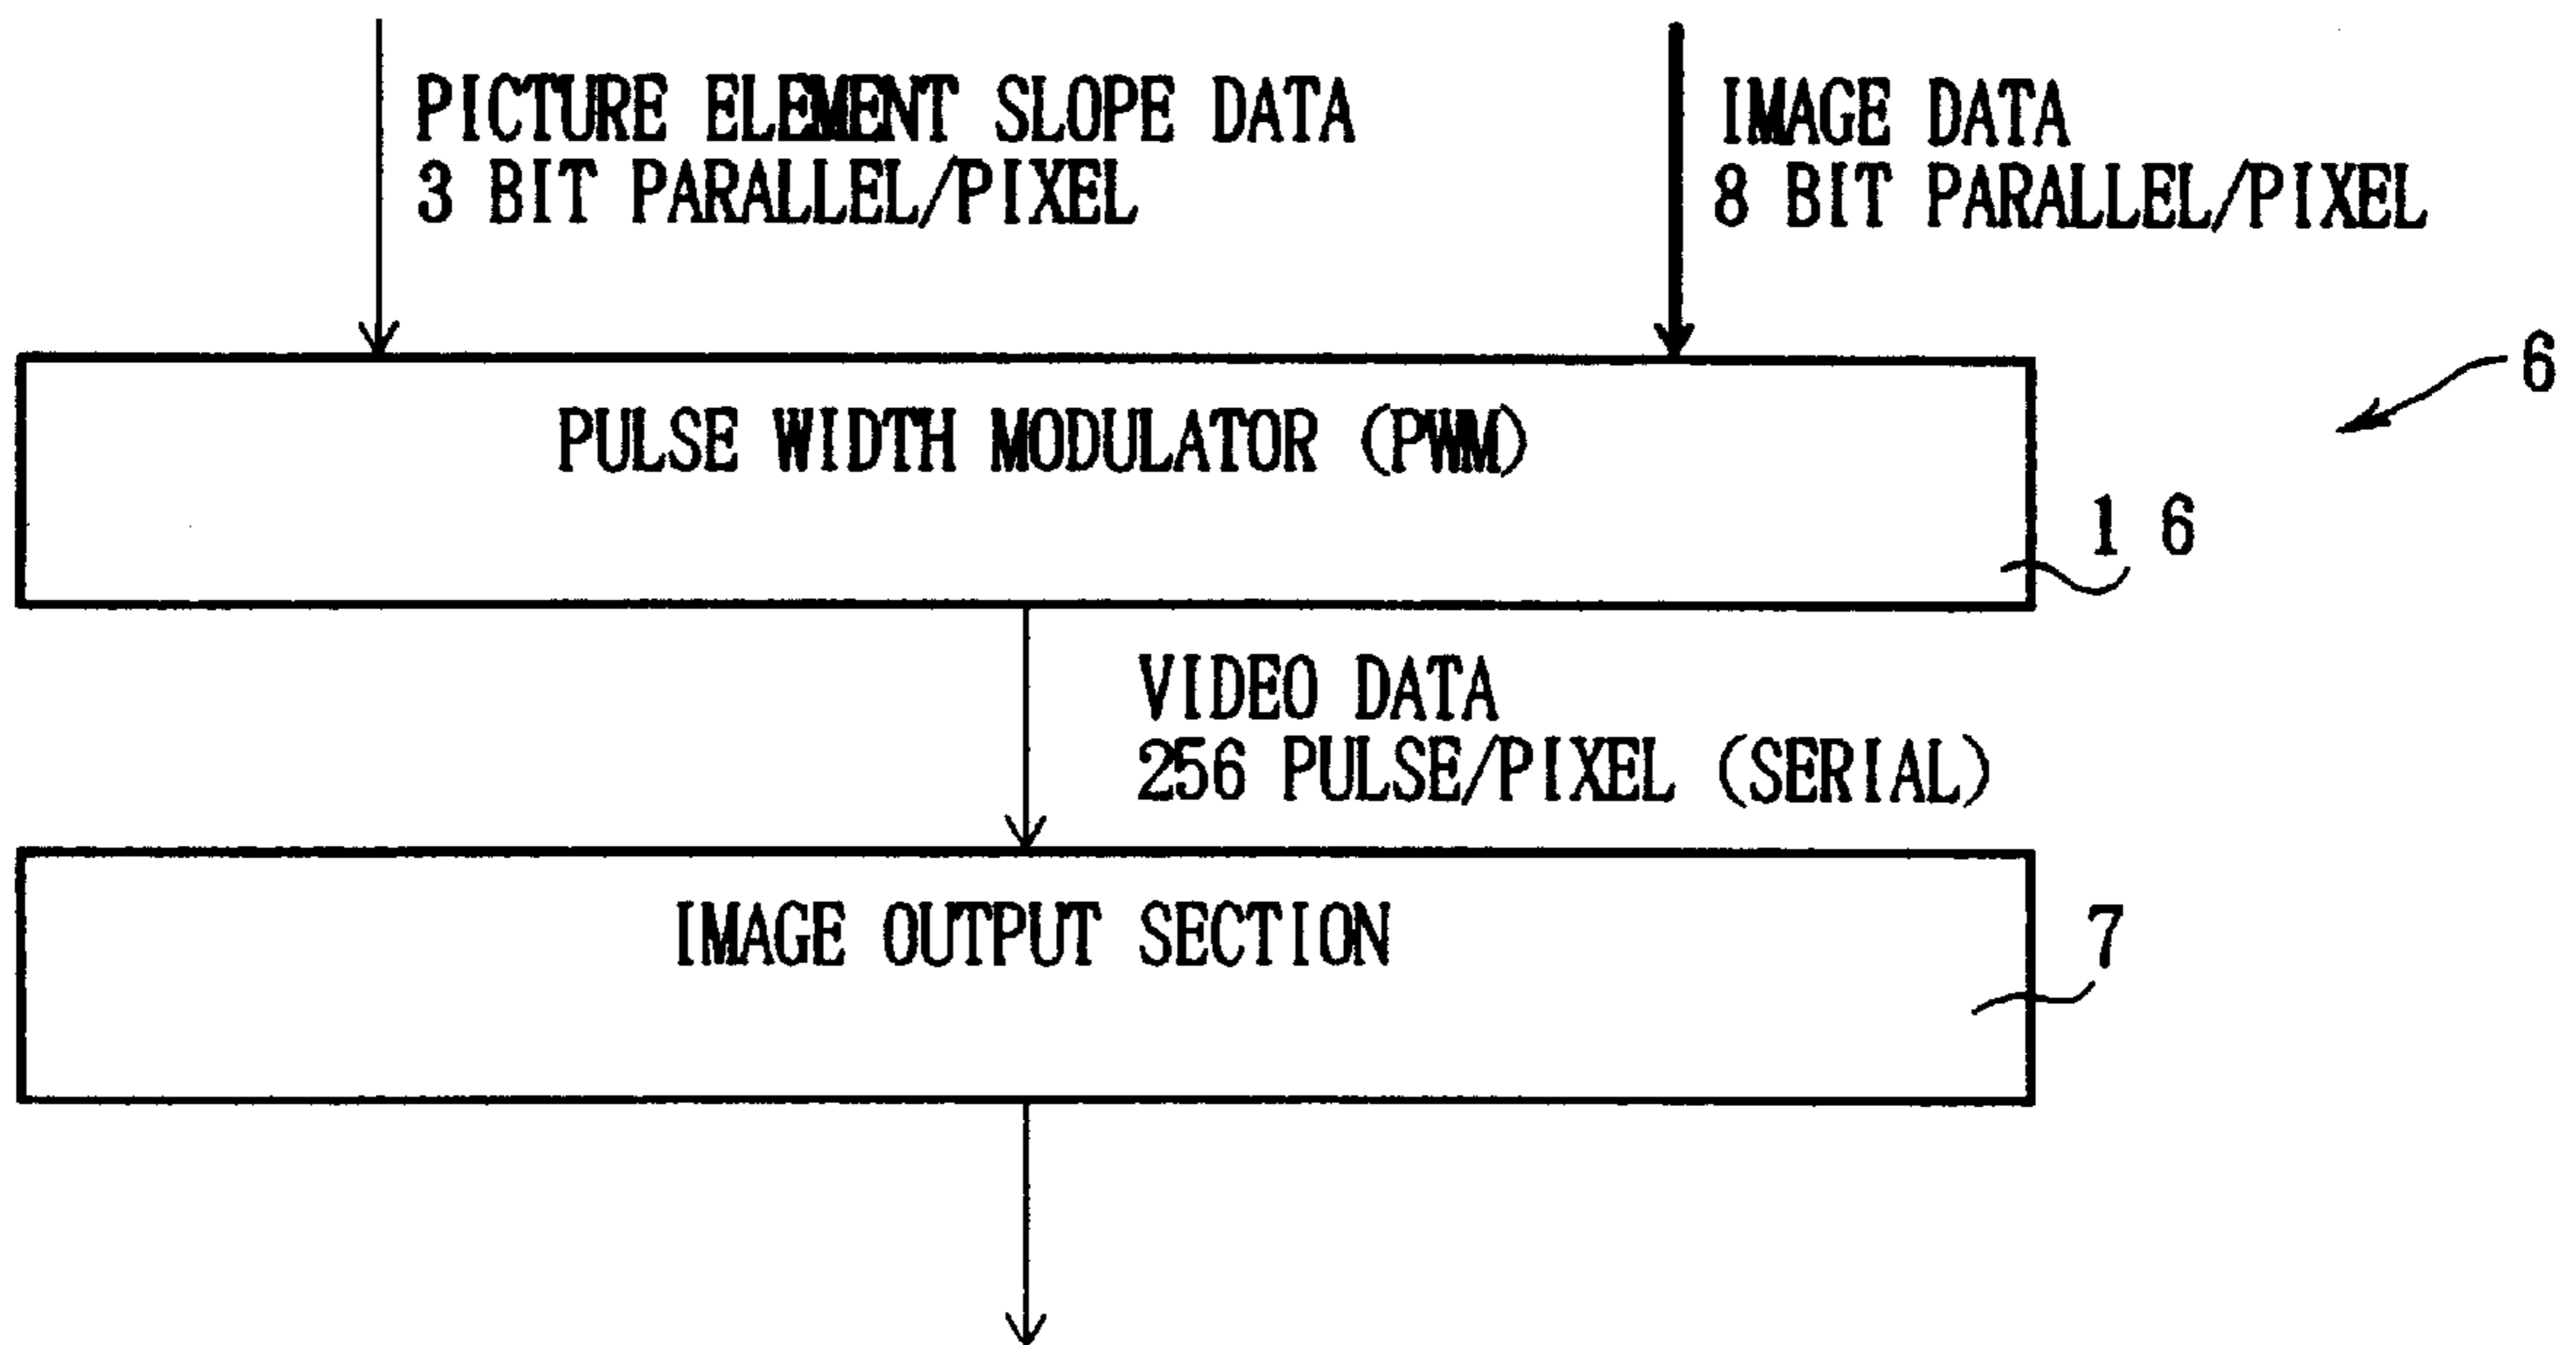 PICTURE ELEMENT SLOPE DATA
3 BIT PARALLEL/PIXEL
IMAGE DATA
8 BIT PARALLEL/PIXEL
6
PULSE WIDTH MODULATOR (PWM)
16
VIDEO DATA
256 PULSE/PIXEL (SERIAL)
IMAGE OUTPUT SECTION
7